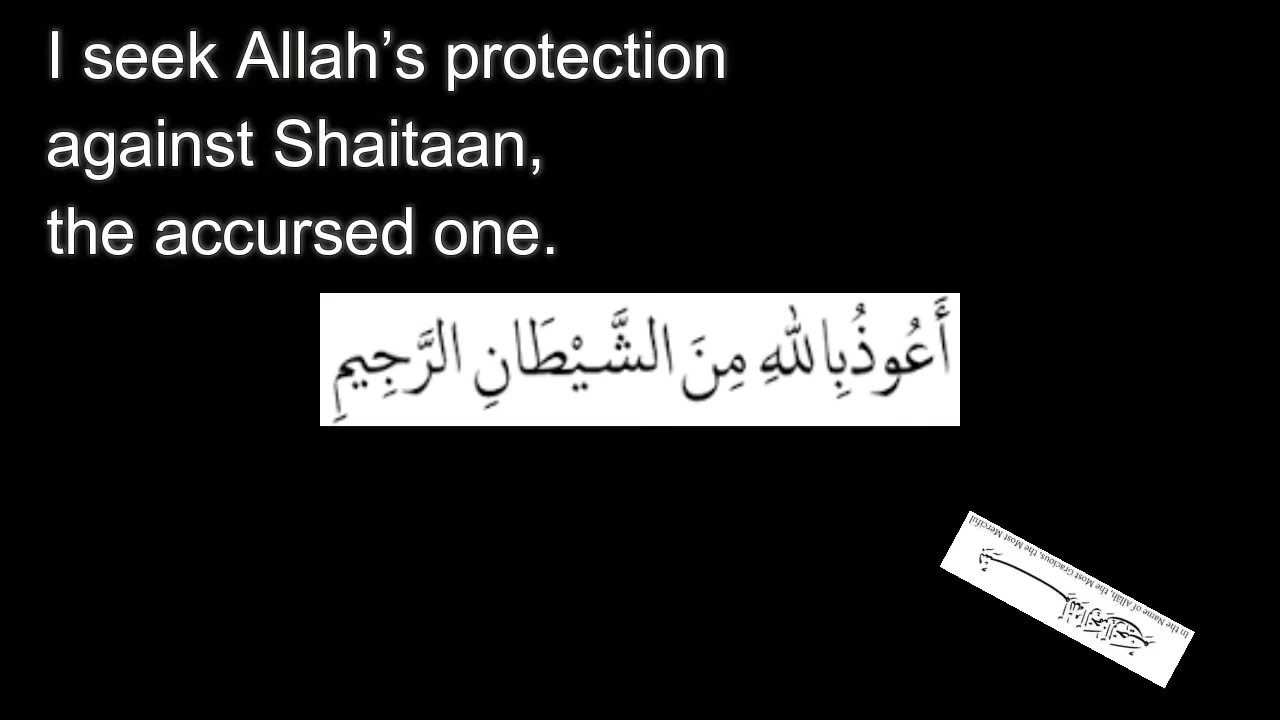 I seek Allah’s protection
against Shaitaan,
the accursed one.
أَعُوذُبِاللهِ مِنَ الشَّيْطَانِ الرَّجِيمِ
In the Name of Allâh, the Most Gracious, the Most Merciful